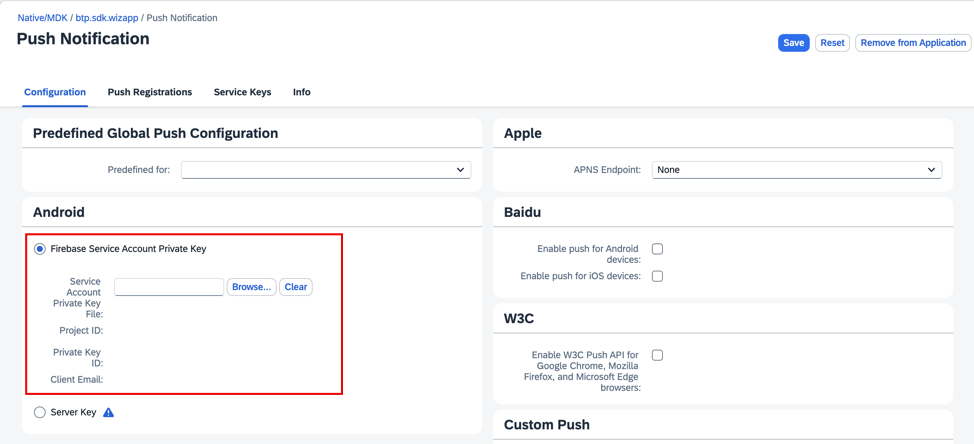 Native/MDK / btp.sdk.wizapp / Push Notification
Push Notification
Save Reset Remove from Application
Configuration Push Registrations Service Keys Info
Predefined Global Push Configuration
Predefined for:
Android
Firebase Service Account Private Key
Service
Account
Private Key
File:
Browse... Clear
Project ID:
Private Key
ID:
Client Email:
Server Key
Apple
APNS Endpoint: None
Baidu
Enable push for Android
devices:
Enable push for iOS devices:
W3C
Enable W3C Push API for
Google Chrome, Mozilla
Firefox, and Microsoft Edge
browsers:
Custom Push